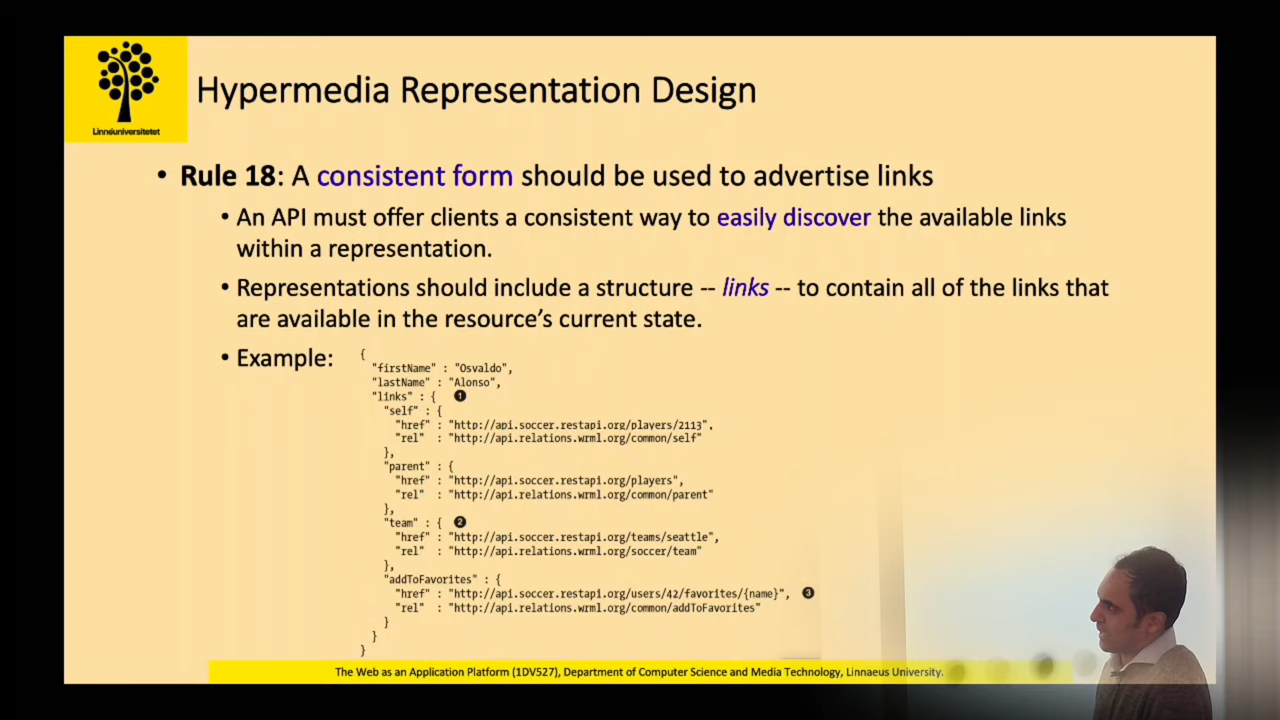 Linnéuniversitetet
Hypermedia Representation Design
• Rule 18: A consistent form should be used to advertise links
• An API must offer clients a consistent way to easily discover the available links
within a representation.
• Representations should include a structure -- links -- to contain all of the links that
are available in the resource's current state.
• Example:
{
"firstName" : "Osvaldo",
"lastName" : "Alonso",
"links" : { ❶
"self" : {
"href" : "http://api.soccer.restapi.org/players/2113",
"rel" : "http://api.relations.wrml.org/common/self"
},
"parent" : {
"href" : "http://api.soccer.restapi.org/players",
"rel" : "http://api.relations.wrml.org/common/parent"
},
"team" : { ❷
"href" : "http://api.soccer.restapi.org/teams/seattle",
"rel" : "http://api.relations.wrml.org/soccer/team"
},
"addToFavorites" : {
"href" : "http://api.soccer.restapi.org/users/42/favorites/{name}", ❸
"rel" : "http://api.relations.wrml.org/common/addToFavorites"
}
}
}
The Web as an Application Platform (1DV527), Department of Computer Science and Media Technology, Linnaeus University.